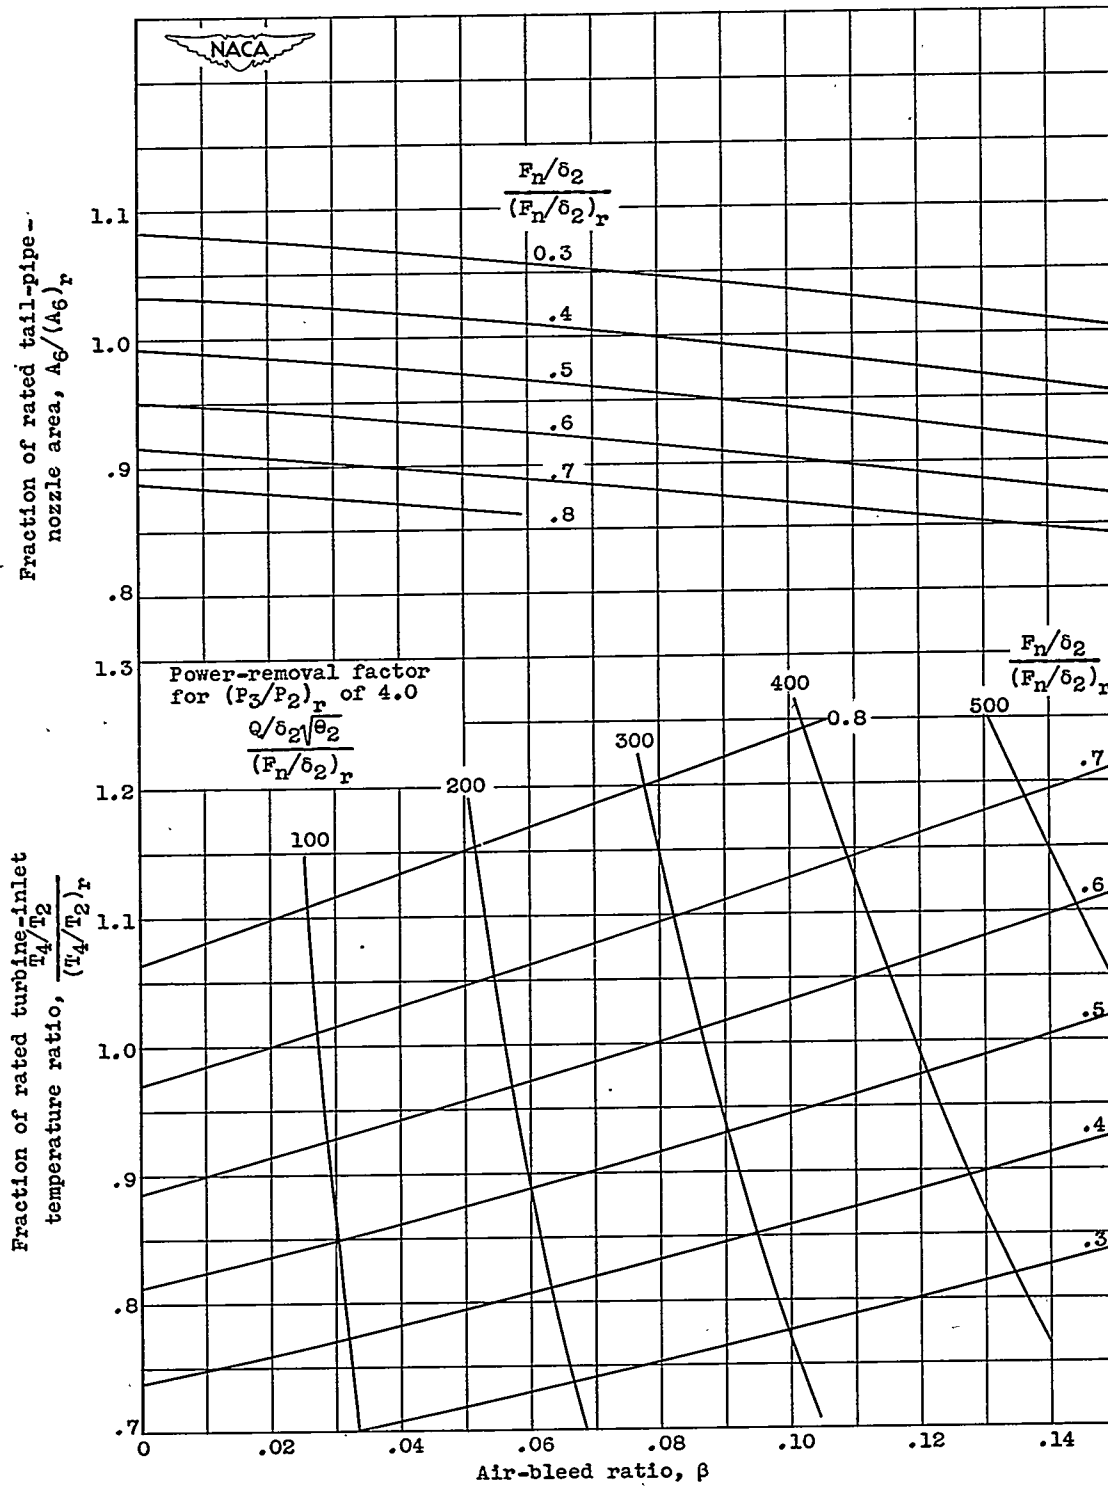 NACA
Fn/δ2
(Fn/δ2)r
1.1
1.0
.9
.8
0.3
.4
.5
.6
.7
.8
Fraction of rated tail-pipe-
nozzle area, A6/(A6)r
1.3
1.2
1.1
1.0
.9
.8
.7
Power-removal factor
for (P3/P2)r of 4.0
Q/δ2√θ2
(Fn/δ2)r
100
200
300
400
500
Fn/δ2
(Fn/δ2)r
0.8
.7
.6
.5
.4
.3
Fraction of rated turbine-inlet
temperature ratio, T4/T2
(T4/T2)r
0 .02 .04 .06 .08 .10 .12 .14
Air-bleed ratio, β